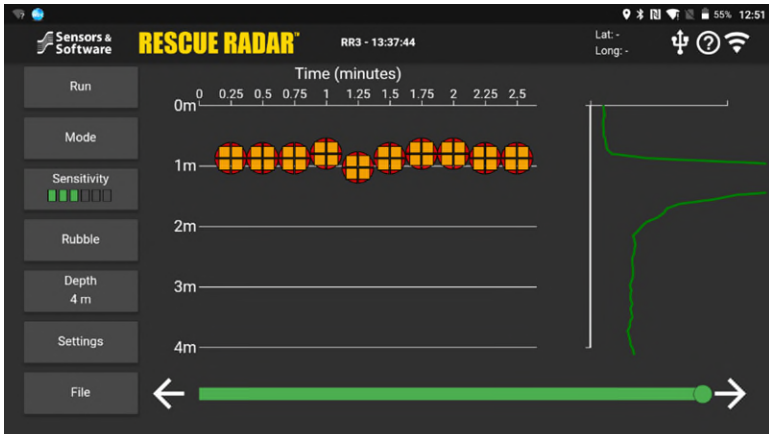 55% 12:51
Sensors &
Software
RESCUE RADAR™
RR3 - 13:37:44
Lat: -
Long: -
Run
Mode
Sensitivity
Rubble
Depth
4 m
Settings
File
Time (minutes)
0 0.25 0.5 0.75 1 1.25 1.5 1.75 2 2.25 2.5
0m
1m
2m
3m
4m